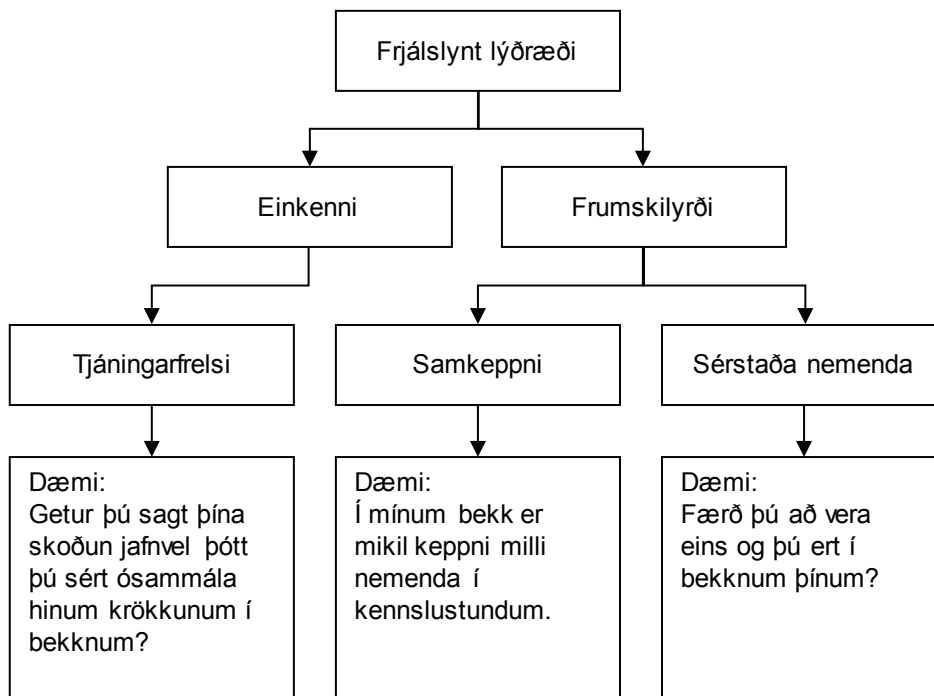 Frjálslynt lýðræði
Einkenni
Frumskilyrði
Tjáningarfrelsi
Samkeppni
Sérstaða nemenda
Dæmi:
Getur þú sagt þína
skoðun jafnvel þótt
þú sért ósammála
hinum krökkunum í
bekknum?
Dæmi:
Í mínum bekk er
mikil keppni milli
nemenda í
kennslustundum.
Dæmi:
Færð þú að vera
eins og þú ert í
bekknum þínum?